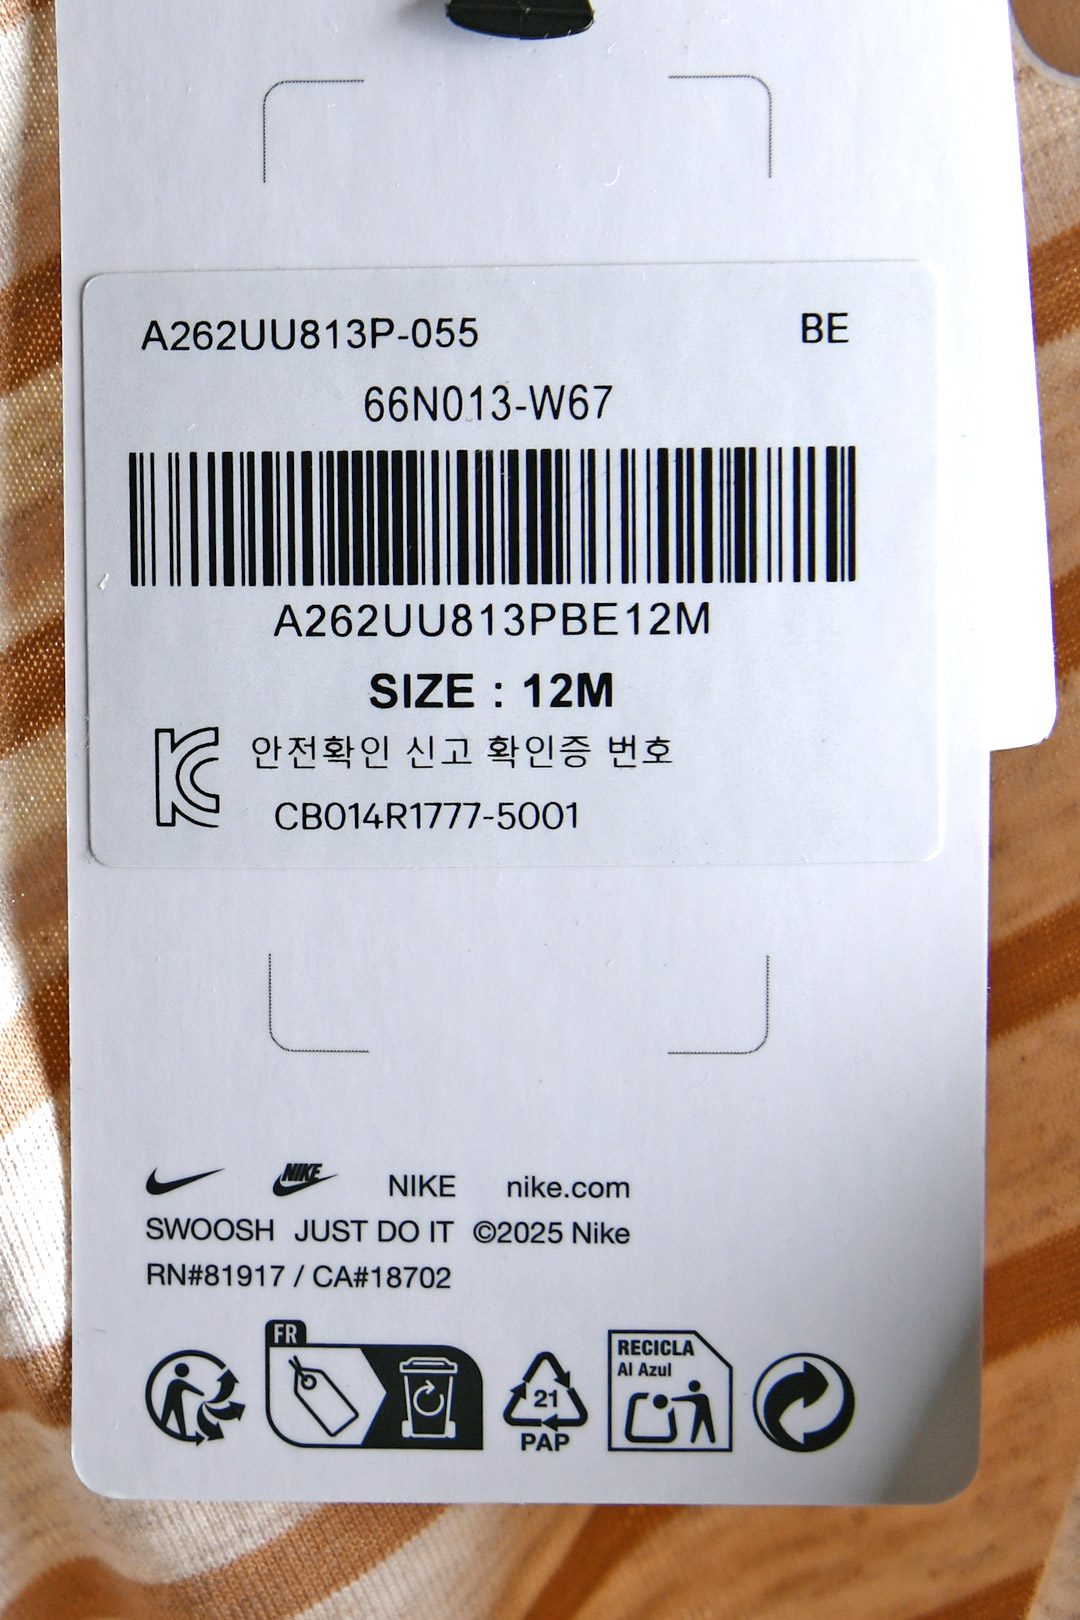 A262UU813P-055 BE
66N013-W67
A262UU813PBE12M
SIZE : 12M
안전확인 신고 확인증 번호
CB014R1777-5001
NIKE NIKE nike.com
SWOOSH JUST DO IT ©2025 Nike
RN#81917 / CA#18702
FR
RECICLA
Al Azul
21
PAP